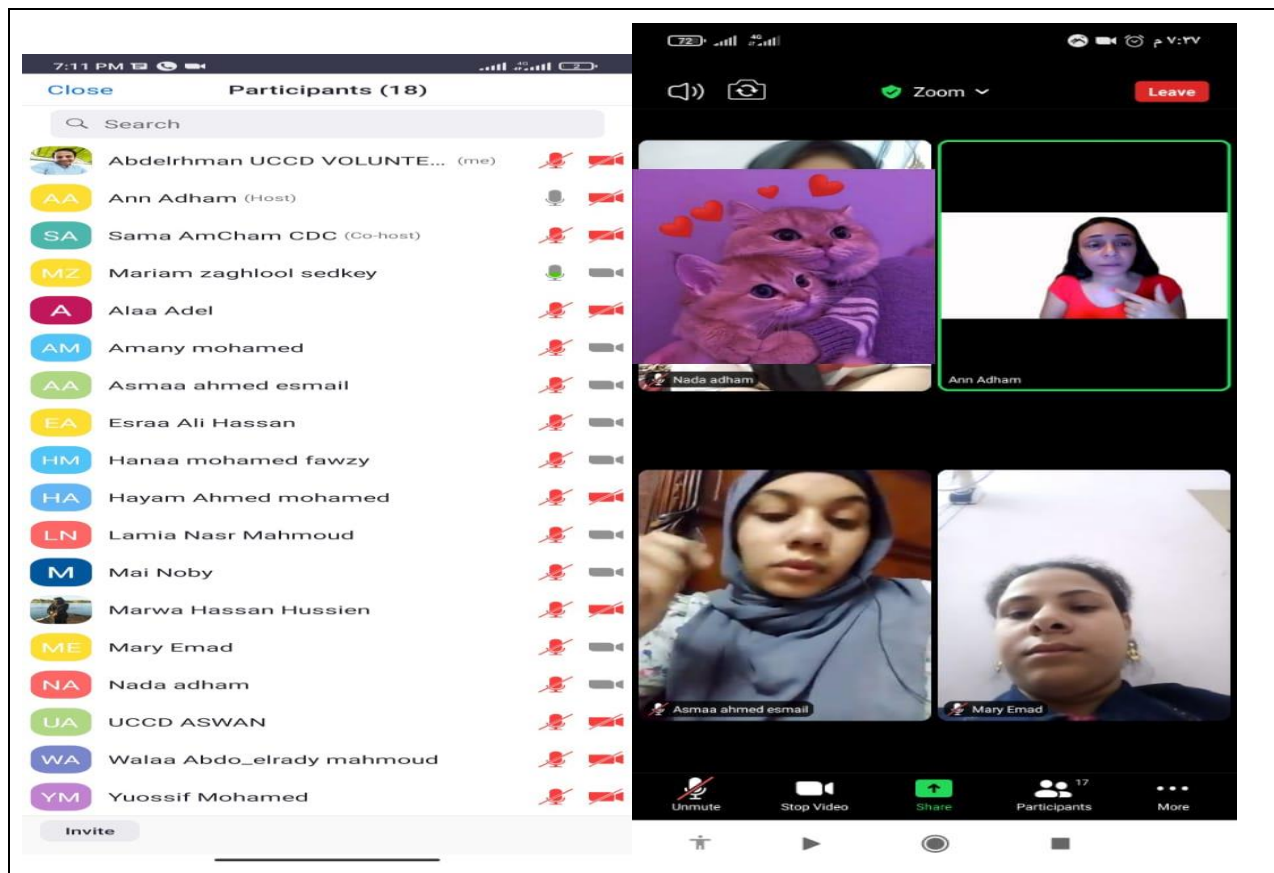 7:11 PM
2
Close
Participants (18)
Search
Abdelrhman UCCD VOLUNTE... (me)
AA
Ann Adham (Host)
SA
Sama AmCham CDC (Co-host)
MZ
Mariam zaghlool sedkey
A
Alaa Adel
AM
Amany mohamed
AA
Asmaa ahmed esmail
EA
Esraa Ali Hassan
HM
Hanaa mohamed fawzy
HA
Hayam Ahmed mohamed
LN
Lamia Nasr Mahmoud
M
Mai Noby
Marwa Hassan Hussien
ME
Mary Emad
NA
Nada adham
UA
UCCD ASWAN
WA
Walaa Abdo_elrady mahmoud
YM
Yuossif Mohamed
Invite
72
4G
٧:٢٧ م
Zoom
Leave
Nada adham
Ann Adham
Asmaa ahmed esmail
Mary Emad
Unmute
Stop Video
Share
17
Participants
More